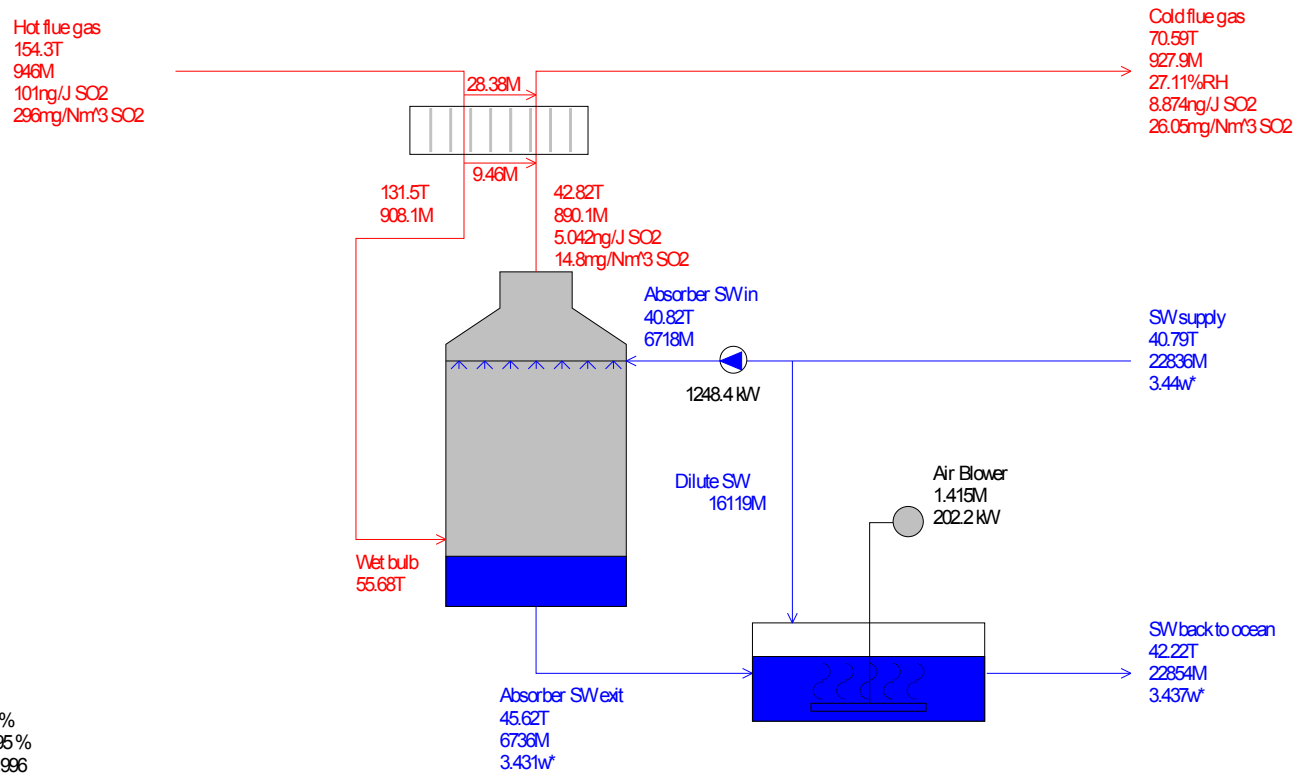 Hot flue gas
154.3T
946M
101ng/J SO2
296mg/Nm^3 SO2
Cold flue gas
70.59T
927.9M
27.11%RH
8.874ng/J SO2
26.05mg/Nm^3 SO2
28.38M
9.46M
131.5T
908.1M
42.82T
890.1M
5.042ng/J SO2
14.8mg/Nm^3 SO2
Absorber SW in
40.82T
6718M
1248.4 kW
SW supply
40.79T
22836M
3.44w*
Dilute SW
16119M
Air Blower
1.415M
202.2 kW
Wet bulb
55.68T
SW back to ocean
42.22T
22854M
3.437w*
Absorber SW exit
45.62T
6736M
3.431w*
%
95 %
996